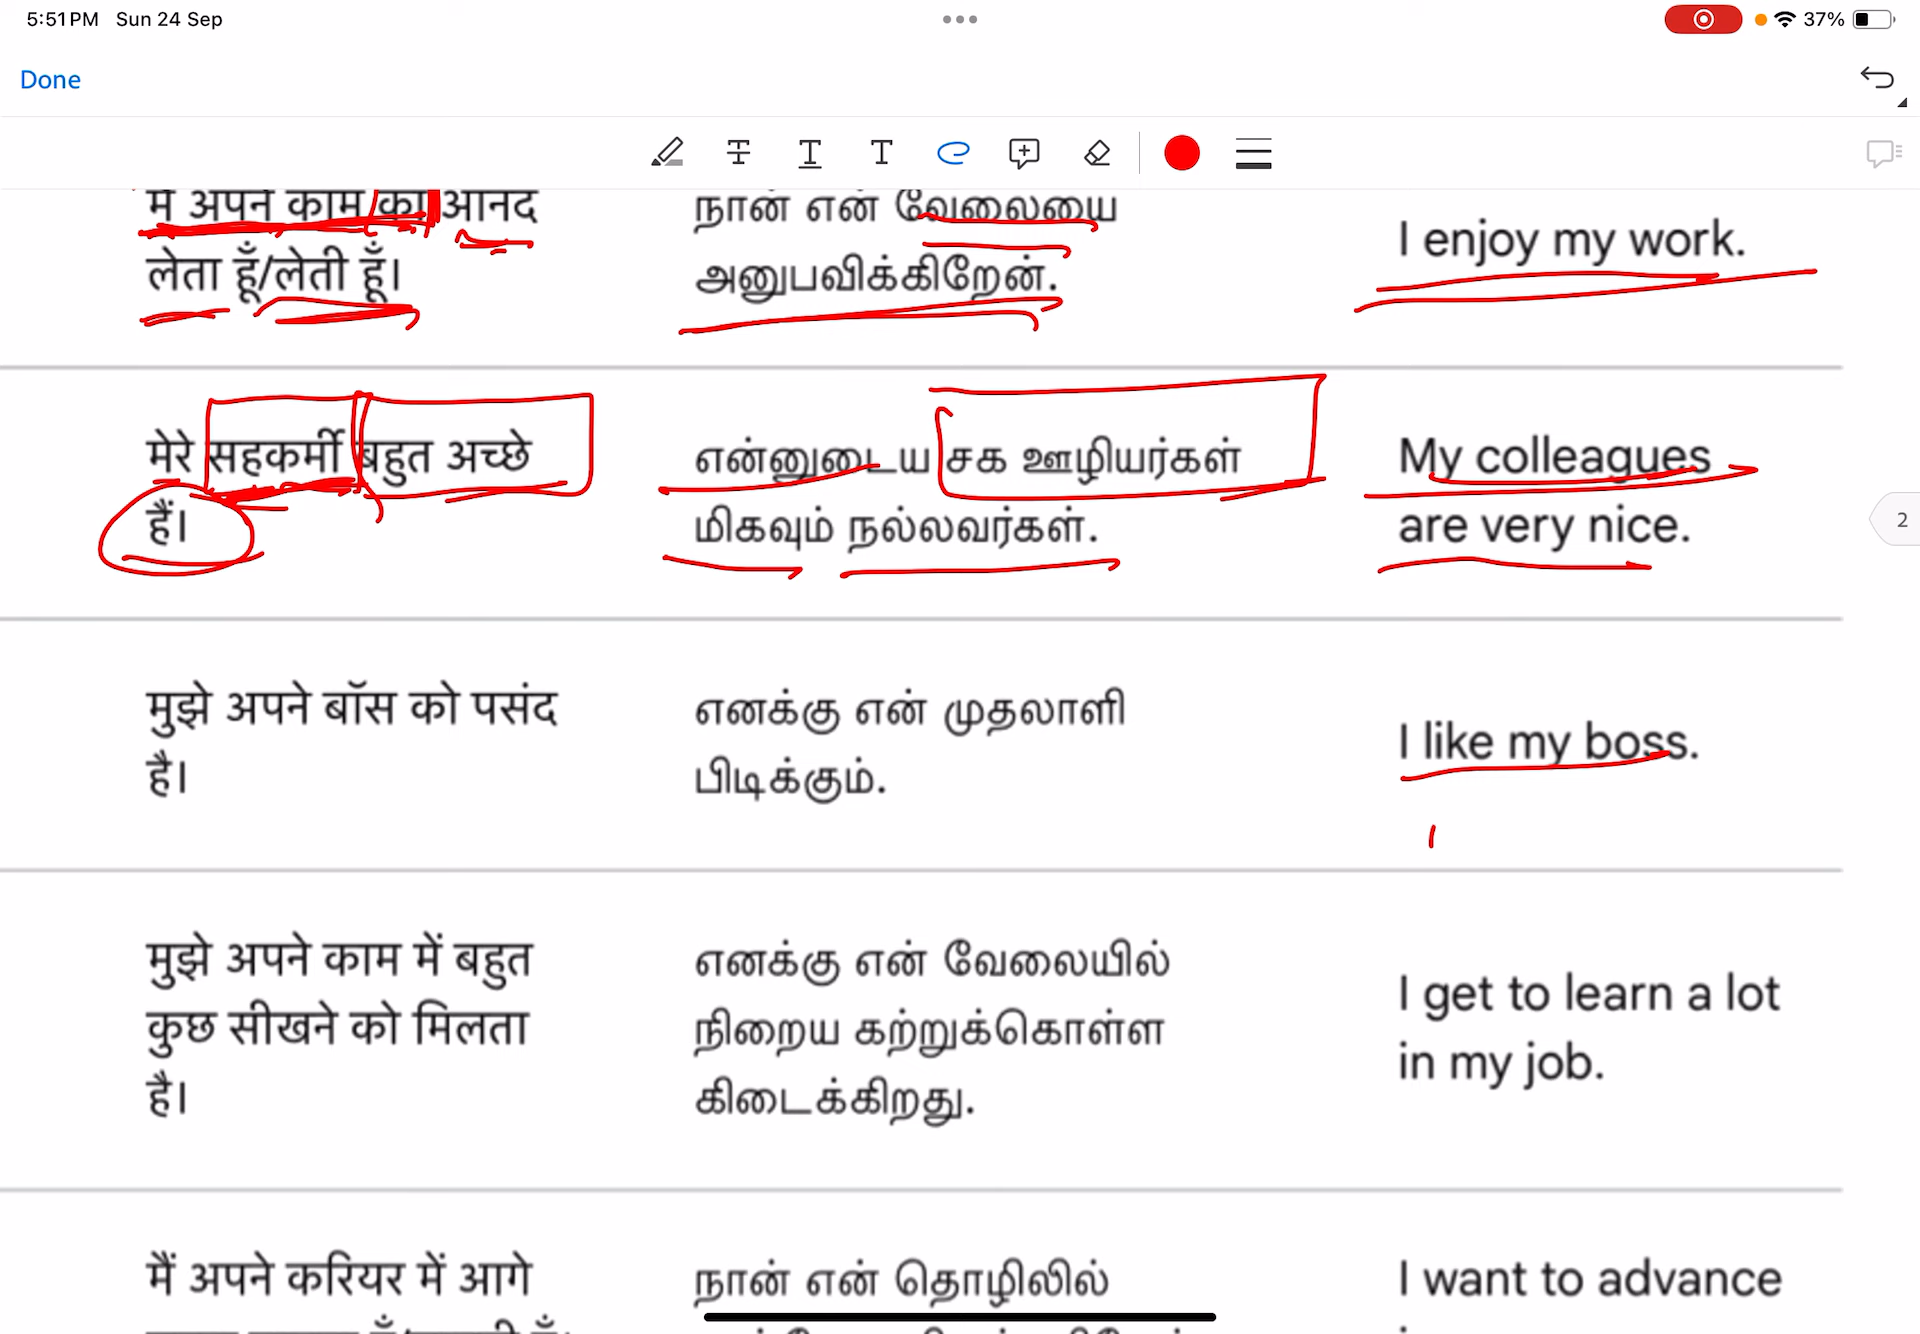 5:51 PM Sun 24 Sep
37%
Done
मैं अपने काम का आनंद
लेता हूँ/लेती हूँ।
நான் என் வேலையை
அனுபவிக்கிறேன்.
I enjoy my work.
मेरे सहकर्मी बहुत अच्छे
हैं।
என்னுடைய சக ஊழியர்கள்
மிகவும் நல்லவர்கள்.
My colleagues
are very nice.
2
मुझे अपने बॉस को पसंद
है।
எனக்கு என் முதலாளி
பிடிக்கும்.
I like my boss.
मुझे अपने काम में बहुत
कुछ सीखने को मिलता
है।
எனக்கு என் வேலையில்
நிறைய கற்றுக்கொள்ள
கிடைக்கிறது.
I get to learn a lot
in my job.
मैं अपने करियर में आगे
நான் என் தொழிலில்
I want to advance